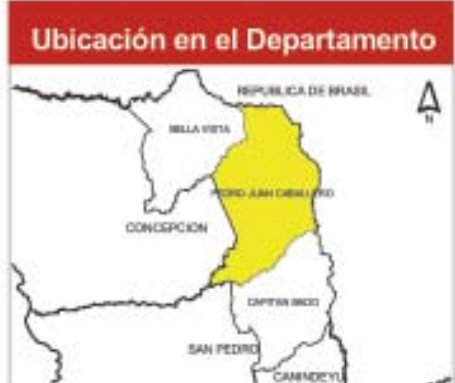 Ubicación en el Departamento
REPUBLICA DE BRASIL
N
BELLA VISTA
PEDRO JUAN CABALLERO
CONCEPCION
CAPITAN BADO
SAN PEDRO
CANINDEYU